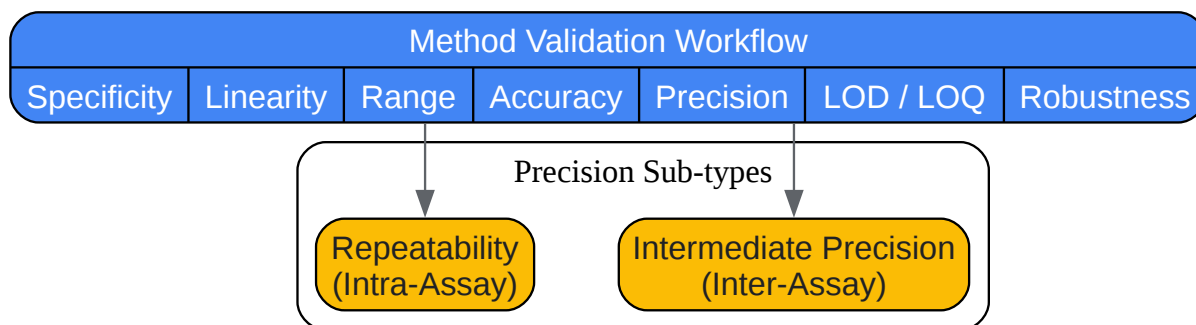 Method Validation Workflow
Specificity
Linearity
Range
Accuracy
Precision
LOD / LOQ
Robustness
Precision Sub-types
Repeatability
(Intra-Assay)
Intermediate Precision
(Inter-Assay)